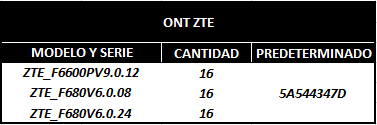 ONT ZTE
MODELO Y SERIE CANTIDAD PREDETERMINADO
ZTE_F6600PV9.0.12 16
ZTE_F680V6.0.08 16 5A544347D
ZTE_F680V6.0.24 16